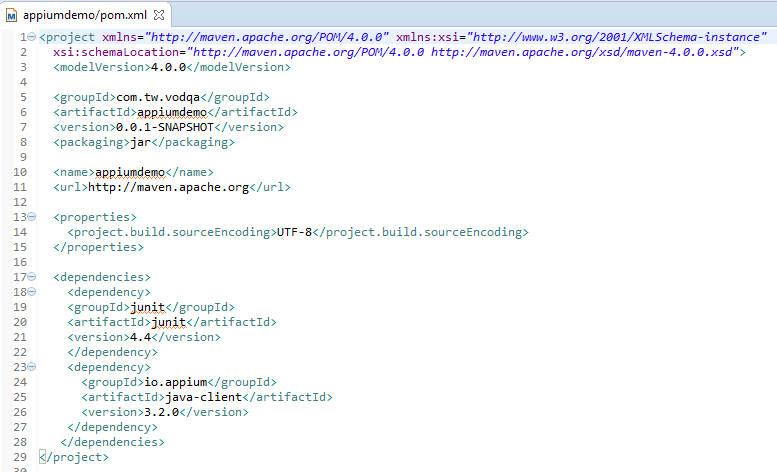 appiumdemo/pom.xml
1 <project xmlns="http://maven.apache.org/POM/4.0.0" xmlns:xsi="http://www.w3.org/2001/XMLSchema-instance"
2   xsi:schemaLocation="http://maven.apache.org/POM/4.0.0 http://maven.apache.org/xsd/maven-4.0.0.xsd">
3   <modelVersion>4.0.0</modelVersion>
4
5   <groupId>com.tw.vodqa</groupId>
6   <artifactId>appiumdemo</artifactId>
7   <version>0.0.1-SNAPSHOT</version>
8   <packaging>jar</packaging>
9
10   <name>appiumdemo</name>
11   <url>http://maven.apache.org</url>
12
13   <properties>
14     <project.build.sourceEncoding>UTF-8</project.build.sourceEncoding>
15   </properties>
16
17   <dependencies>
18     <dependency>
19     <groupId>junit</groupId>
20     <artifactId>junit</artifactId>
21     <version>4.4</version>
22     </dependency>
23     <dependency>
24       <groupId>io.appium</groupId>
25       <artifactId>java-client</artifactId>
26       <version>3.2.0</version>
27     </dependency>
28    </dependencies>
29 </project>
30